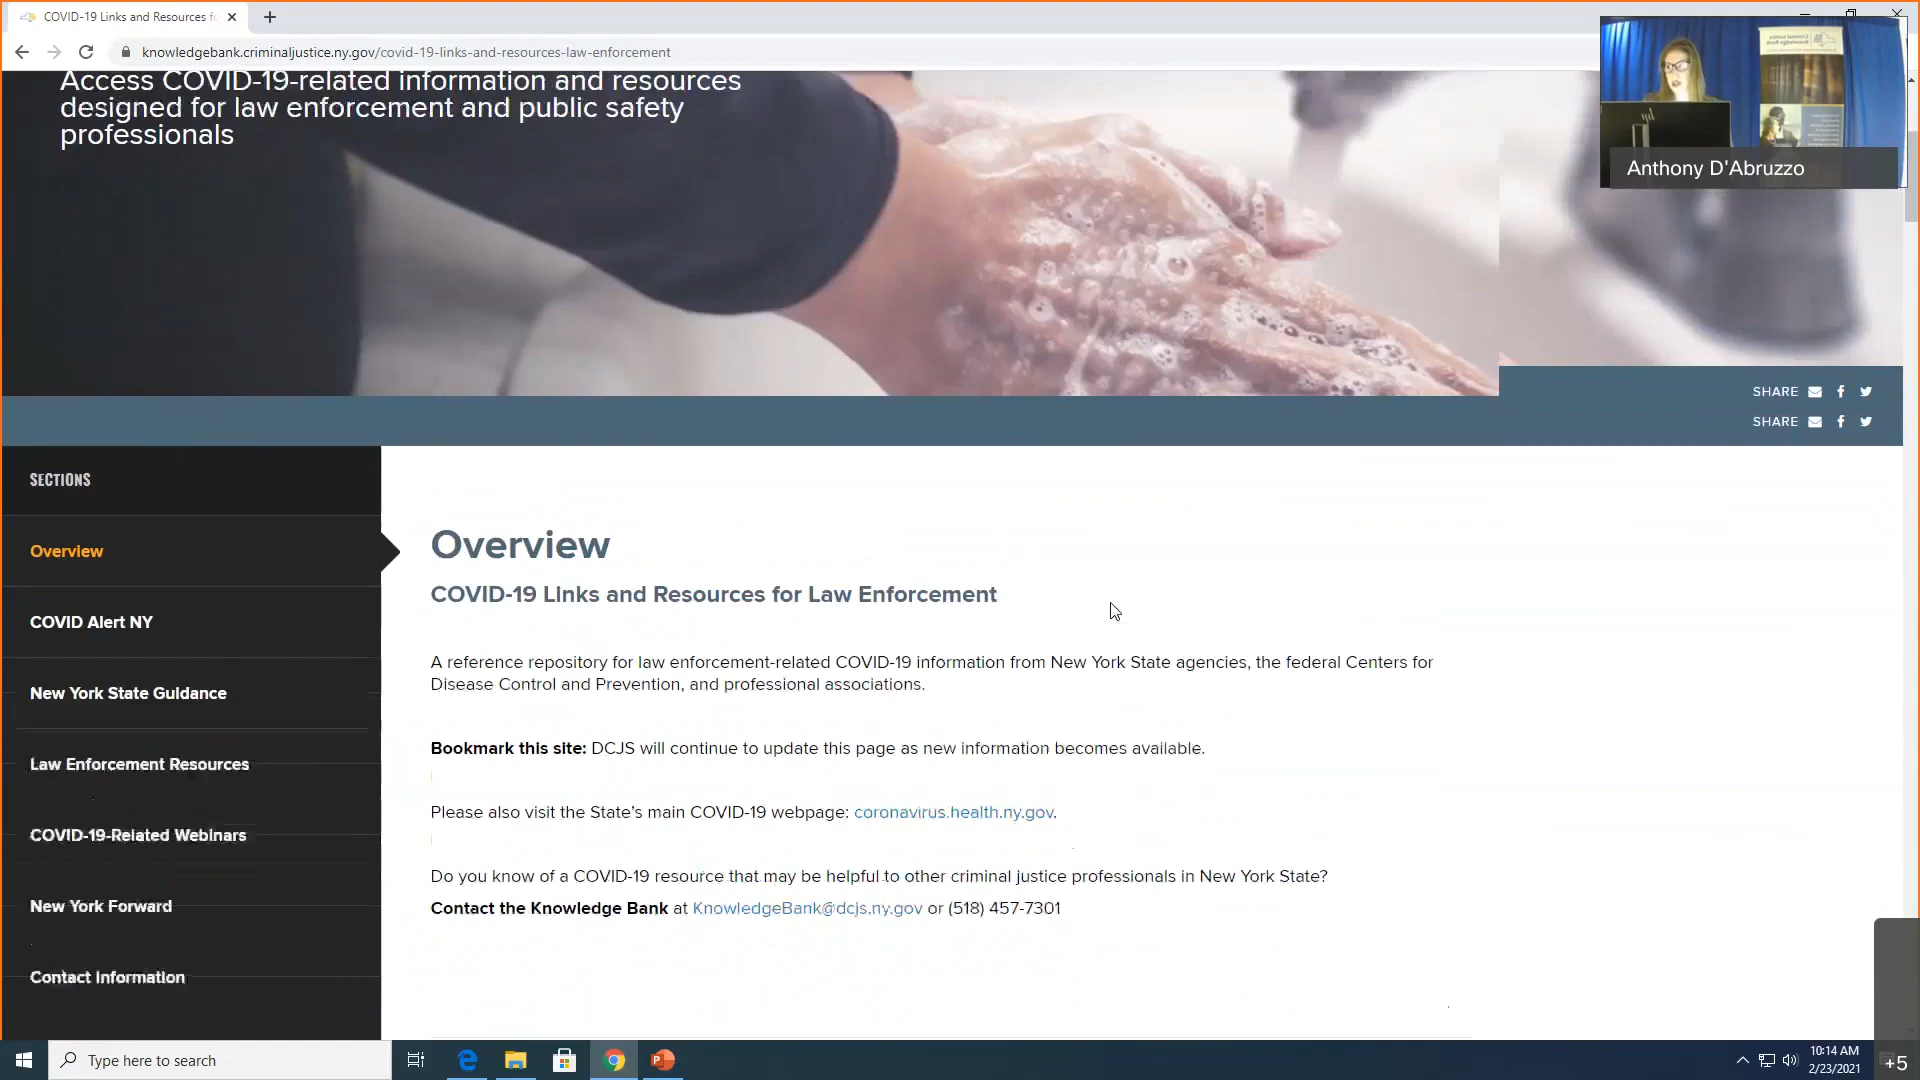 COVID-19 Links and Resources fo
knowledgebank.criminaljustice.ny.gov/covid-19-links-and-resources-law-enforcement
Access COVID-19-related information and resources
designed for law enforcement and public safety
professionals
Anthony D'Abruzzo
SHARE
SHARE
SECTIONS
Overview
COVID Alert NY
New York State Guidance
Law Enforcement Resources
COVID-19-Related Webinars
New York Forward
Contact Information
Overview
COVID-19 Links and Resources for Law Enforcement
A reference repository for law enforcement-related COVID-19 information from New York State agencies, the federal Centers for
Disease Control and Prevention, and professional associations.
Bookmark this site: DCJS will continue to update this page as new information becomes available.
Please also visit the State’s main COVID-19 webpage: coronavirus.health.ny.gov.
Do you know of a COVID-19 resource that may be helpful to other criminal justice professionals in New York State?
Contact the Knowledge Bank at KnowledgeBank@dcjs.ny.gov or (518) 457-7301
Type here to search
10:14 AM
2/23/2021
+5